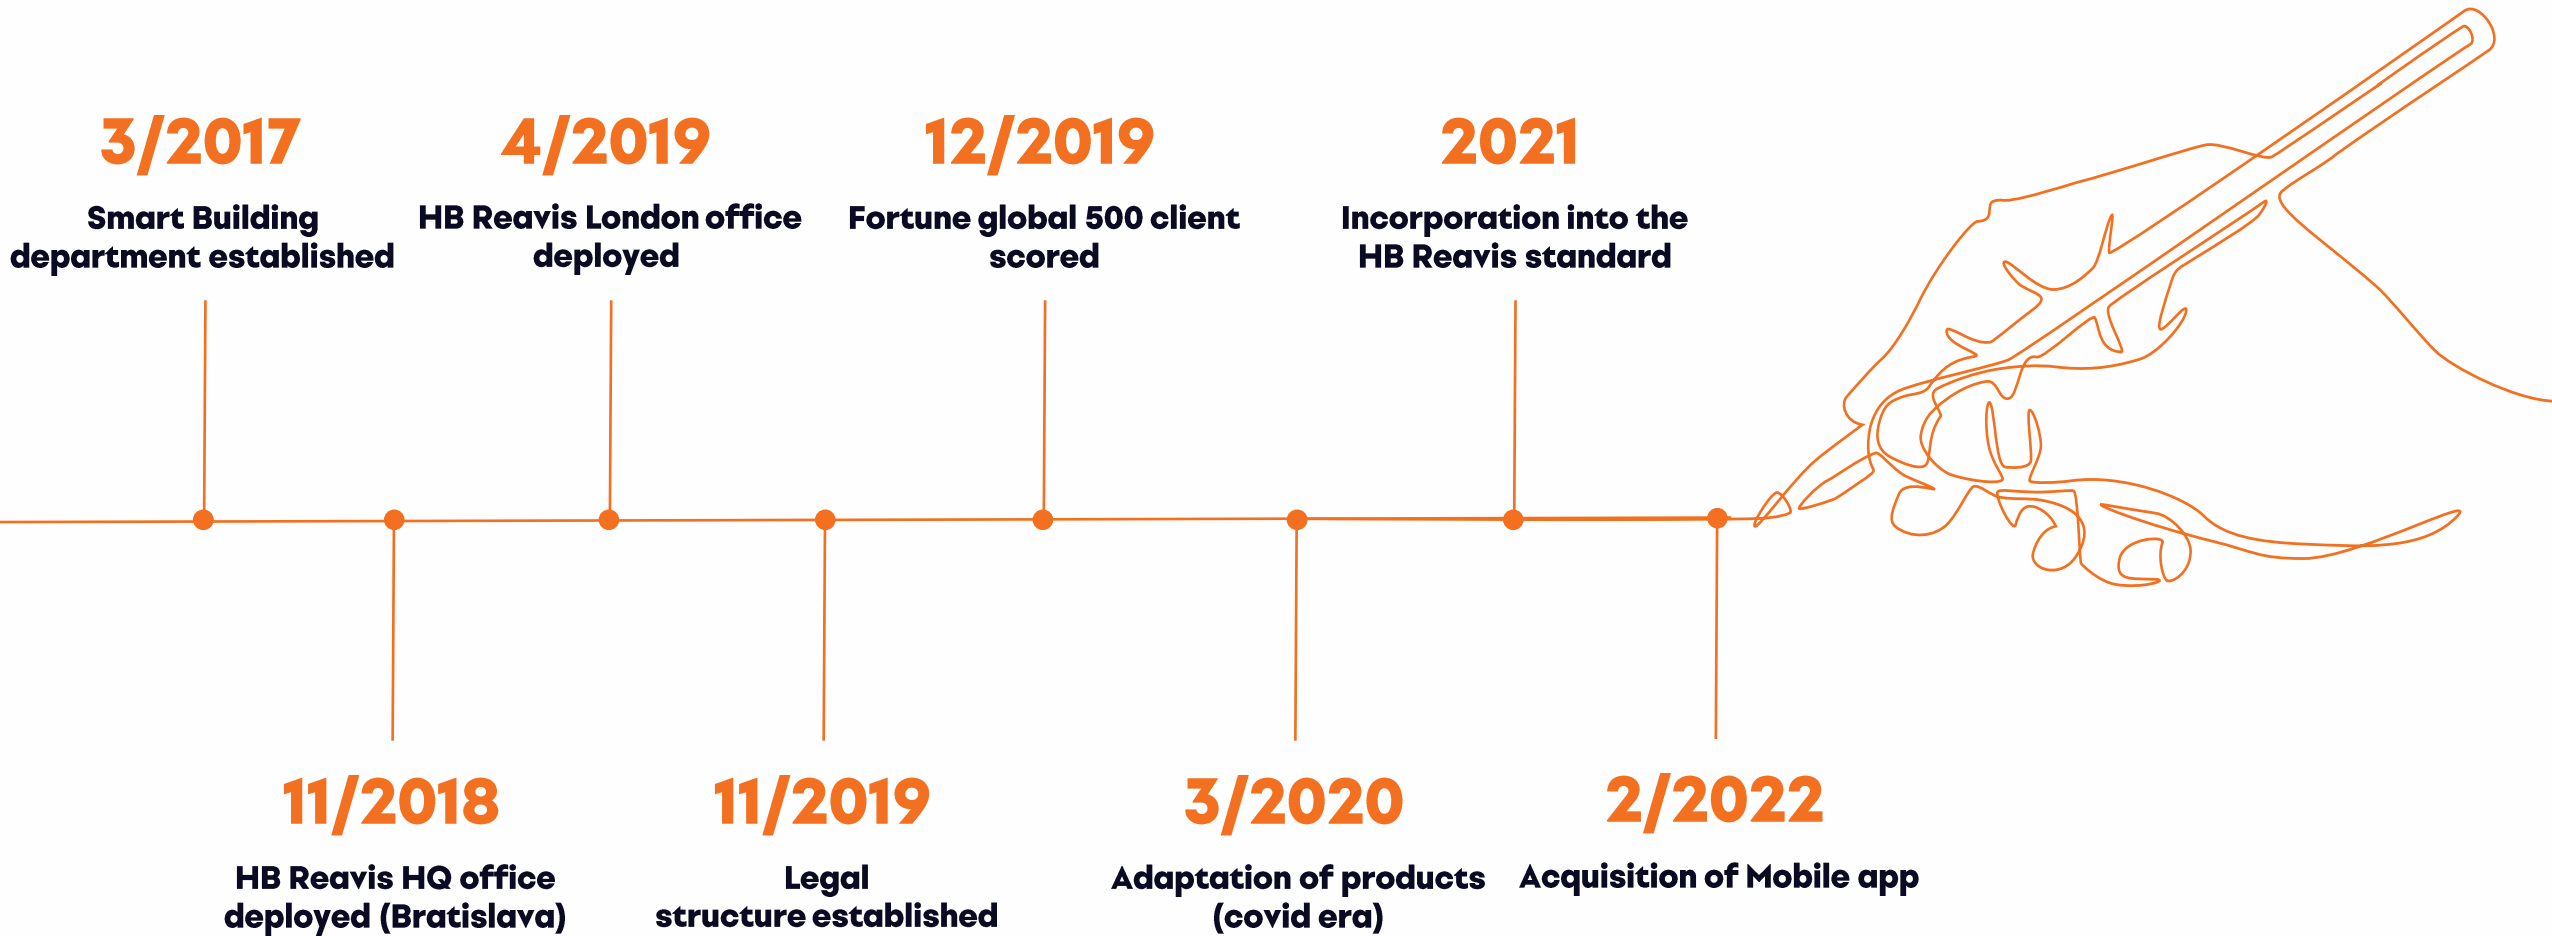 3/2017
Smart Building
department established
11/2018
HB Reavis HQ office
deployed (Bratislava)
4/2019
HB Reavis London office
deployed
11/2019
Legal
structure established
12/2019
Fortune global 500 client
scored
3/2020
Adaptation of products
(covid era)
2021
Incorporation into the
HB Reavis standard
2/2022
Acquisition of Mobile app